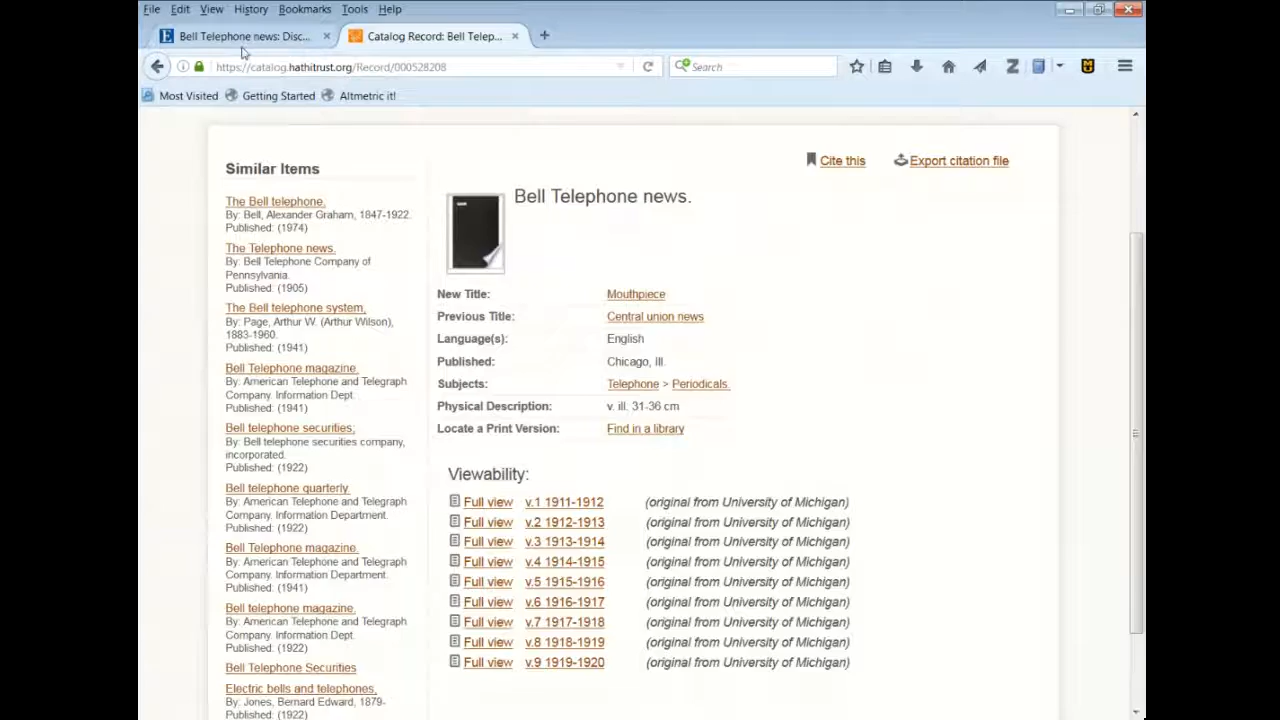 File Edit View History Bookmarks Tools Help
Bell Telephone news: Disc...
Catalog Record: Bell Telep...
https://catalog.hathitrust.org/Record/000528208
Search
Most Visited Getting Started Altmetric it!
Similar Items
The Bell telephone.
By: Bell, Alexander Graham, 1847-1922.
Published: (1974)
The Telephone news.
By: Bell Telephone Company of
Pennsylvania.
Published: (1905)
The Bell telephone system,
By: Page, Arthur W. (Arthur Wilson),
1883-1960.
Published: (1941)
Bell Telephone magazine.
By: American Telephone and Telegraph
Company. Information Dept.
Published: (1941)
Bell telephone securities;
By: Bell telephone securities company,
incorporated.
Published: (1922)
Bell telephone quarterly.
By: American Telephone and Telegraph
Company. Information Department.
Published: (1922)
Bell Telephone magazine.
By: American Telephone and Telegraph
Company. Information Department.
Published: (1941)
Bell telephone magazine.
By: American Telephone and Telegraph
Company. Information Dept.
Published: (1922)
Bell Telephone Securities
Electric bells and telephones,
By: Jones, Bernard Edward, 1879-
Published: (1922)
Cite this Export citation file
Bell Telephone news.
New Title: Mouthpiece
Previous Title: Central union news
Language(s): English
Published: Chicago, Ill.
Subjects: Telephone > Periodicals.
Physical Description: v. ill. 31-36 cm
Locate a Print Version: Find in a library
Viewability:
Full view v.1 1911-1912 (original from University of Michigan)
Full view v.2 1912-1913 (original from University of Michigan)
Full view v.3 1913-1914 (original from University of Michigan)
Full view v.4 1914-1915 (original from University of Michigan)
Full view v.5 1915-1916 (original from University of Michigan)
Full view v.6 1916-1917 (original from University of Michigan)
Full view v.7 1917-1918 (original from University of Michigan)
Full view v.8 1918-1919 (original from University of Michigan)
Full view v.9 1919-1920 (original from University of Michigan)